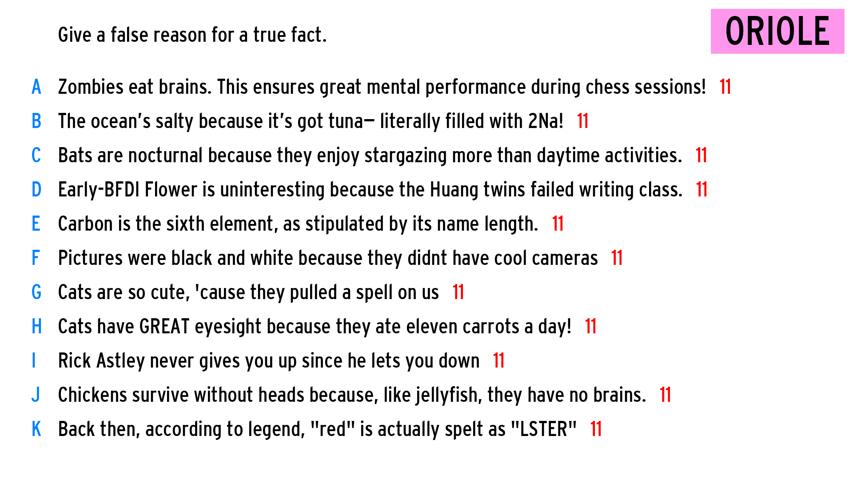 Give a false reason for a true fact.
ORIOLE
A Zombies eat brains. This ensures great mental performance during chess sessions! 11
B The ocean's salty because it's got tuna— literally filled with 2Na! 11
C Bats are nocturnal because they enjoy stargazing more than daytime activities. 11
D Early-BFDI Flower is uninteresting because the Huang twins failed writing class. 11
E Carbon is the sixth element, as stipulated by its name length. 11
F Pictures were black and white because they didnt have cool cameras 11
G Cats are so cute, 'cause they pulled a spell on us 11
H Cats have GREAT eyesight because they ate eleven carrots a day! 11
I Rick Astley never gives you up since he lets you down 11
J Chickens survive without heads because, like jellyfish, they have no brains. 11
K Back then, according to legend, "red" is actually spelt as "LSTER" 11